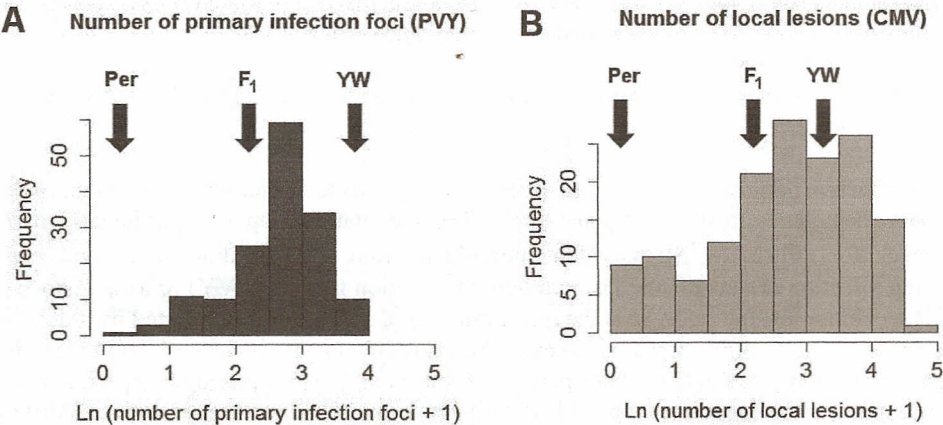 A
Number of primary infection foci (PVY)
Per F1 YW
Frequency
50
30
10
0
0 1 2 3 4 5
Ln (number of primary infection foci + 1)
B
Number of local lesions (CMV)
Per F1 YW
Frequency
20
10
5
0
0 1 2 3 4 5
Ln (number of local lesions + 1)